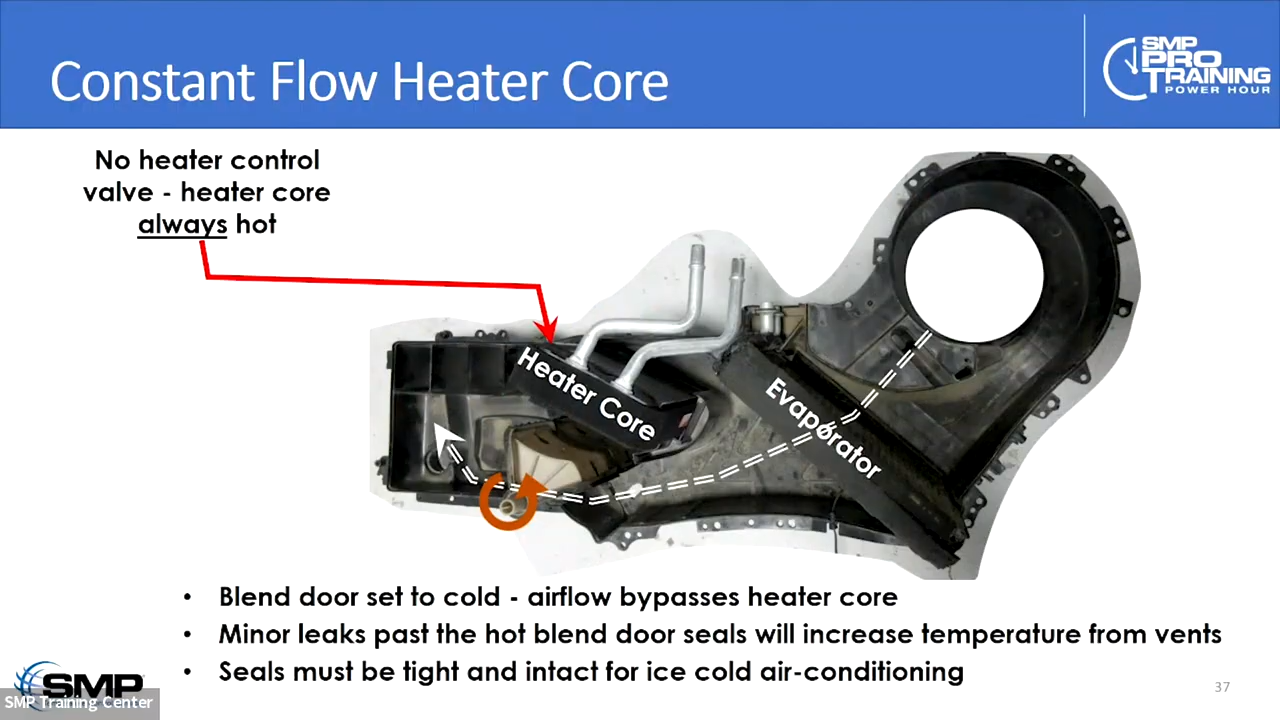 Constant Flow Heater Core
SMP
PRO
TRAINING
POWER HOUR
No heater control
valve - heater core
always hot
Heater Core
Evaporator
• Blend door set to cold - airflow bypasses heater core
• Minor leaks past the hot blend door seals will increase temperature from vents
• Seals must be tight and intact for ice cold air-conditioning
SMP
SMP Training Center
37